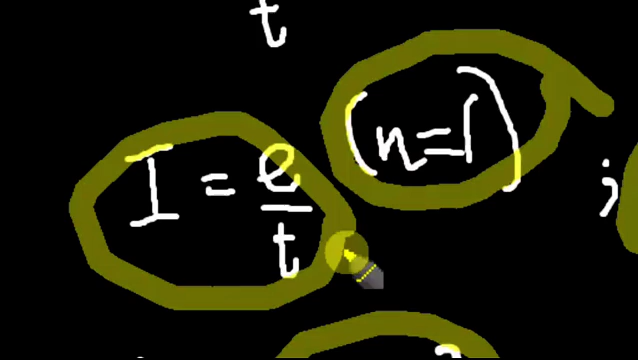 t
I = e/t (n=1) ;